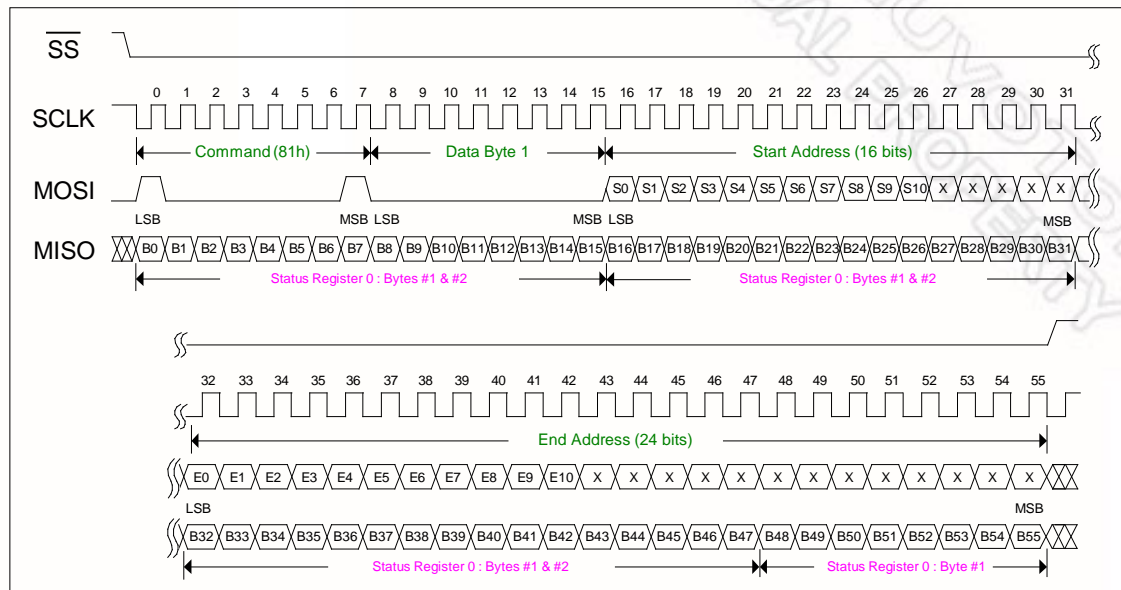 SS
0 1 2 3 4 5 6 7 8 9 10 11 12 13 14 15 16 17 18 19 20 21 22 23 24 25 26 27 28 29 30 31
SCLK
Command (81h) Data Byte 1 Start Address (16 bits)
MOSI S0 S1 S2 S3 S4 S5 S6 S7 S8 S9 S10 X X X X X
LSB MSB LSB MSB LSB MSB
MISO B0 B1 B2 B3 B4 B5 B6 B7 B8 B9 B10 B11 B12 B13 B14 B15 B16 B17 B18 B19 B20 B21 B22 B23 B24 B25 B26 B27 B28 B29 B30 B31
Status Register 0 : Bytes #1 & #2 Status Register 0 : Bytes #1 & #2
32 33 34 35 36 37 38 39 40 41 42 43 44 45 46 47 48 49 50 51 52 53 54 55
End Address (24 bits)
E0 E1 E2 E3 E4 E5 E6 E7 E8 E9 E10 X X X X X X X X X X X X X
LSB MSB
B32 B33 B34 B35 B36 B37 B38 B39 B40 B41 B42 B43 B44 B45 B46 B47 B48 B49 B50 B51 B52 B53 B54 B55
Status Register 0 : Bytes #1 & #2 Status Register 0 : Byte #1